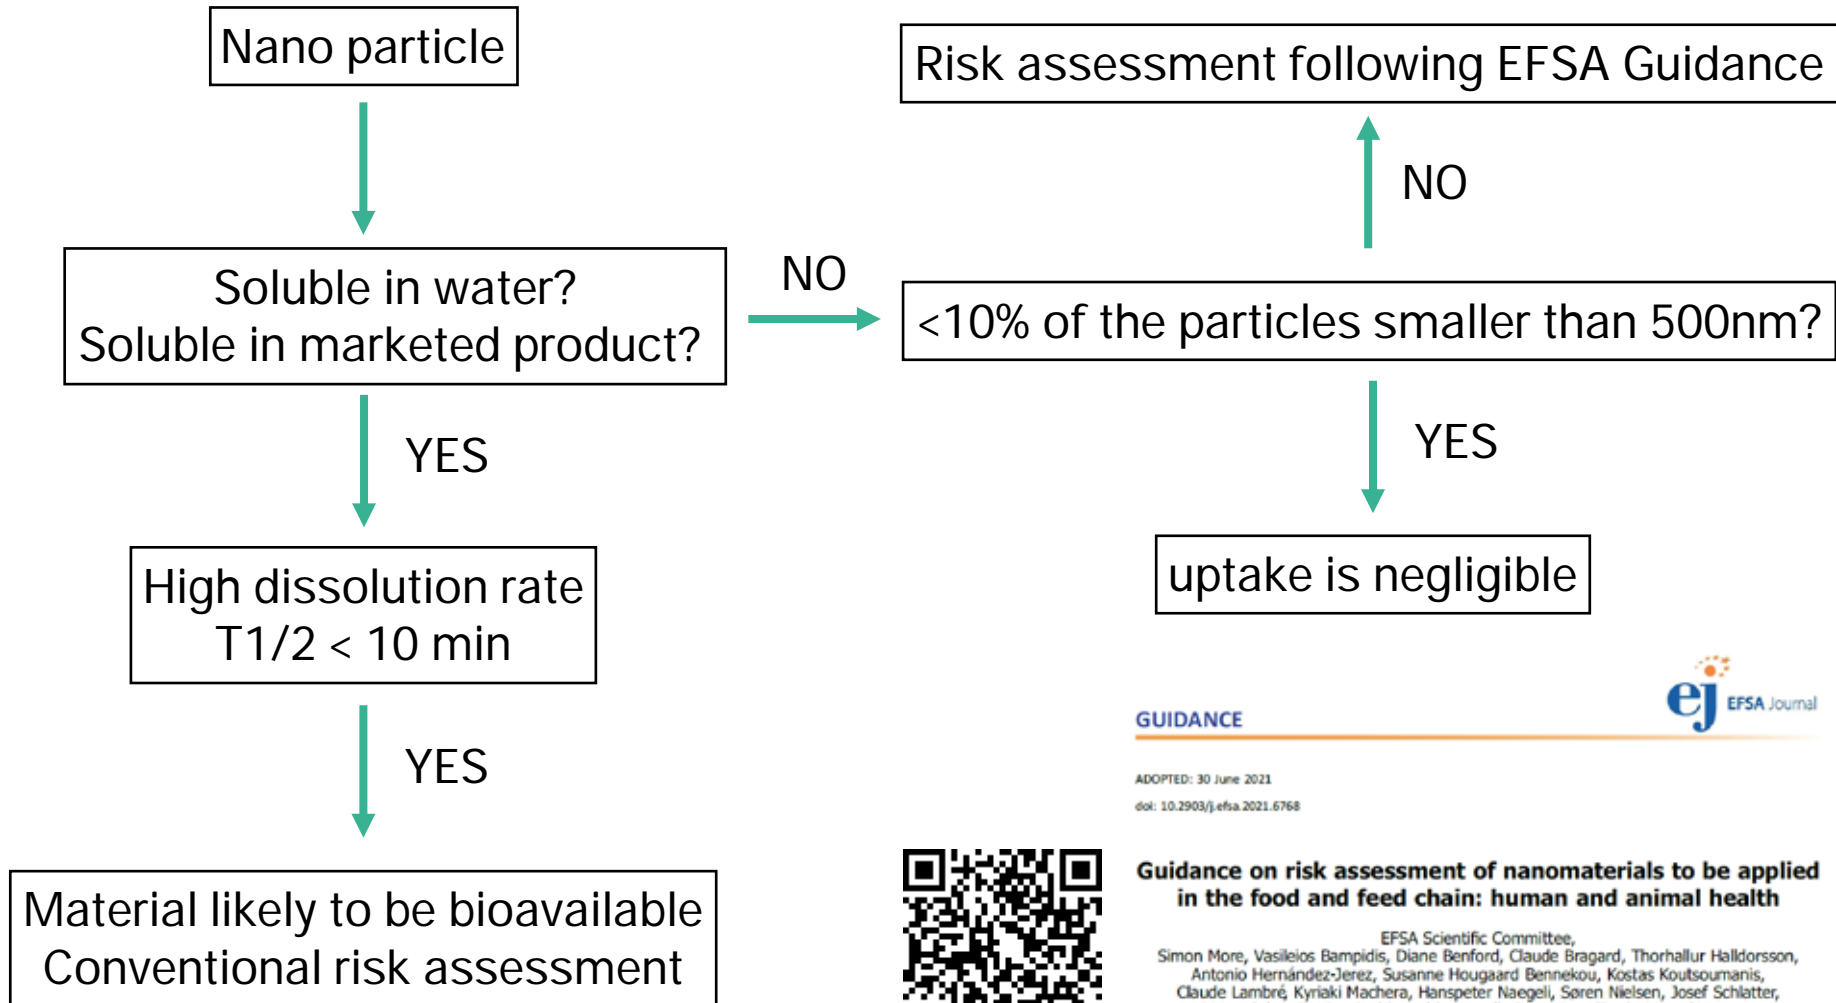 Nano particle
Risk assessment following EFSA Guidance
NO
Soluble in water?
Soluble in marketed product?
NO
<10% of the particles smaller than 500nm?
YES
YES
High dissolution rate
T1/2 < 10 min
uptake is negligible
YES
Material likely to be bioavailable
Conventional risk assessment
GUIDANCE
ej EFSA Journal
ADOPTED: 30 June 2021
doi: 10.2903/j.efsa.2021.6768
Guidance on risk assessment of nanomaterials to be applied
in the food and feed chain: human and animal health
EFSA Scientific Committee,
Simon More, Vasileios Bampidis, Diane Benford, Claude Bragard, Thorhallur Halldorsson,
Antonio Hernández-Jerez, Susanne Hougaard Bennekou, Kostas Koutsoumanis,
Claude Lambré, Kyriaki Machera, Hanspeter Naegeli, Søren Nielsen, Josef Schlatter,